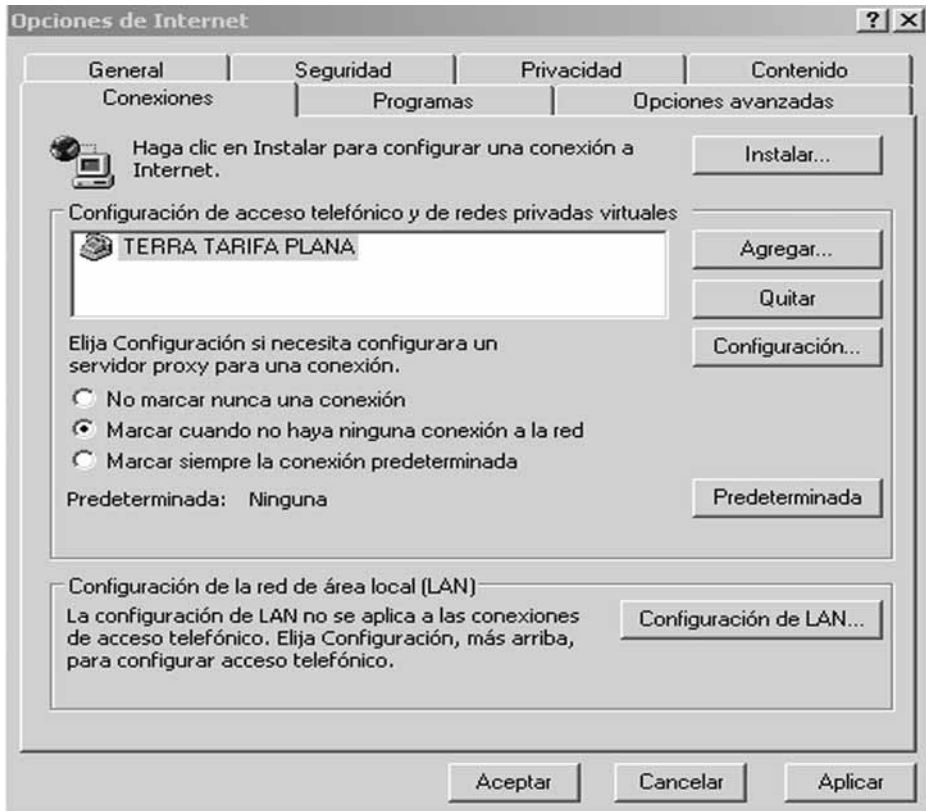 Opciones de Internet
General Seguridad Privacidad Contenido
Conexiones Programas Opciones avanzadas
Haga clic en Instalar para configurar una conexión a
Internet.
Instalar...
Configuración de acceso telefónico y de redes privadas virtuales
TERRA TARIFA PLANA
Agregar...
Quitar
Elija Configuración si necesita configurara un
servidor proxy para una conexión.
Configuración...
No marcar nunca una conexión
Marcar cuando no haya ninguna conexión a la red
Marcar siempre la conexión predeterminada
Predeterminada: Ninguna
Predeterminada
Configuración de la red de área local (LAN)
La configuración de LAN no se aplica a las conexiones
de acceso telefónico. Elija Configuración, más arriba,
para configurar acceso telefónico.
Configuración de LAN...
Aceptar Cancelar Aplicar